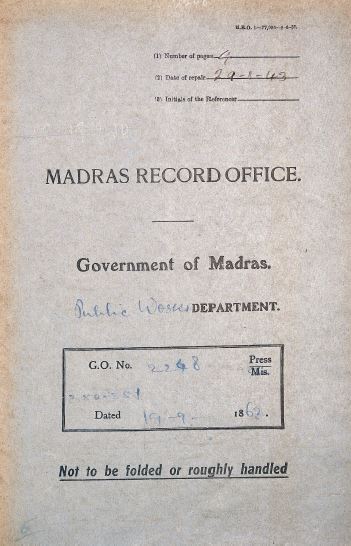 (1) Number of pages 9
(2) Date of repair 29-1-43
(3) Initials of the Referencer
MADRAS RECORD OFFICE.
Government of Madras.
Public Works DEPARTMENT.
G.O. No. 2248 Press
Mis.
Dated 19-9- 1862.
Not to be folded or roughly handled